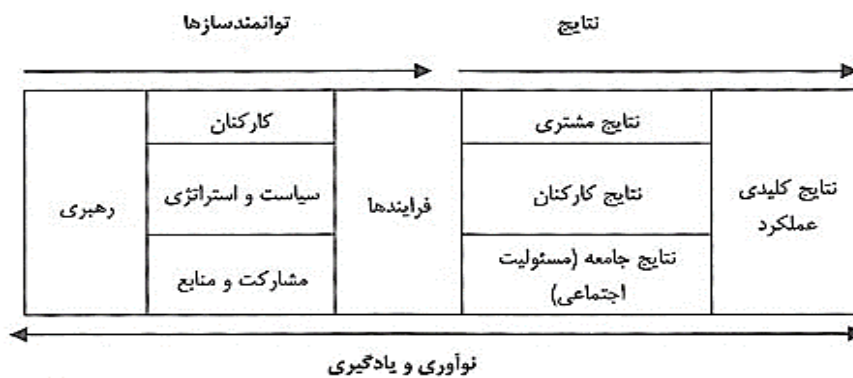 توانمندسازها
نتایج
رهبری
کارکنان
سیاست و استراتژی
مشارکت و منابع
فرایندها
نتایج مشتری
نتایج کارکنان
نتایج جامعه (مسئولیت
اجتماعی)
نتایج کلیدی
عملکرد
نوآوری و یادگیری